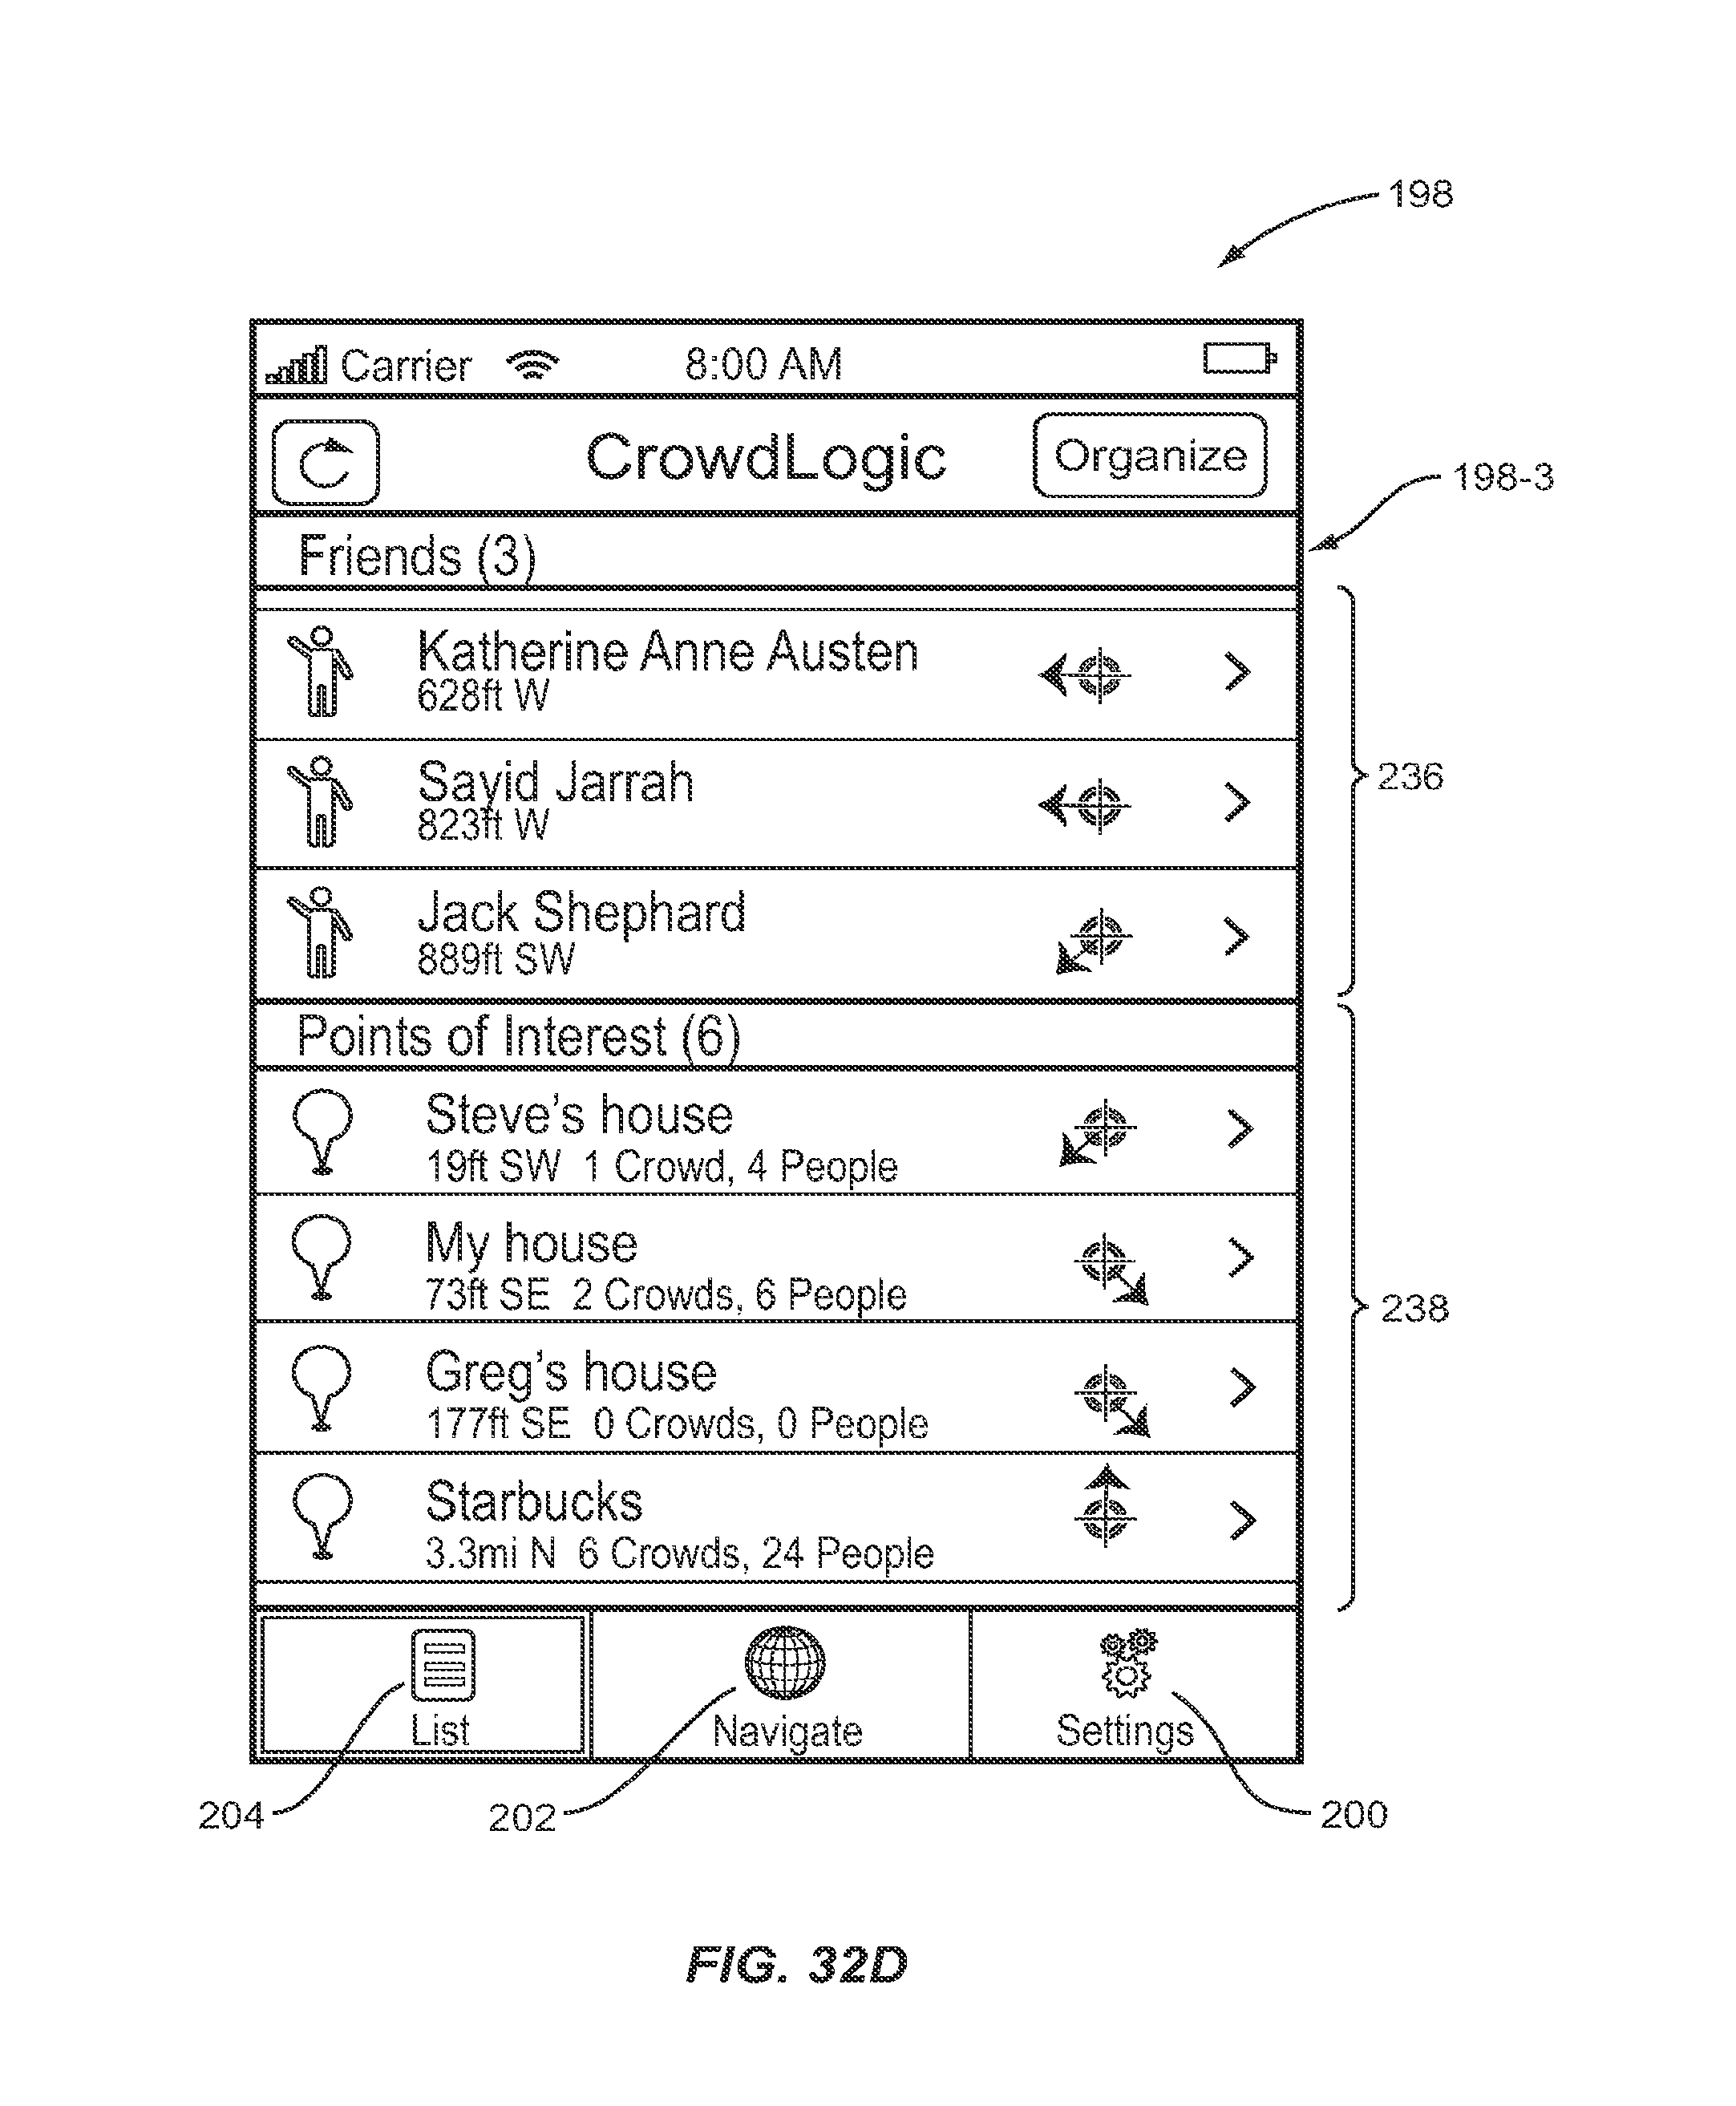 198
Carrier 8:00 AM
CrowdLogic Organize
198-3
Friends (3)
Katherine Anne Austen
628ft W
236
Sayid Jarrah
823ft W
Jack Shephard
889ft SW
Points of Interest (6)
Steve's house
19ft SW 1 Crowd, 4 People
My house
73ft SE 2 Crowds, 6 People
238
Greg's house
177ft SE 0 Crowds, 0 People
Starbucks
3.3mi N 6 Crowds, 24 People
List Navigate Settings
204 202 200
FIG. 32D